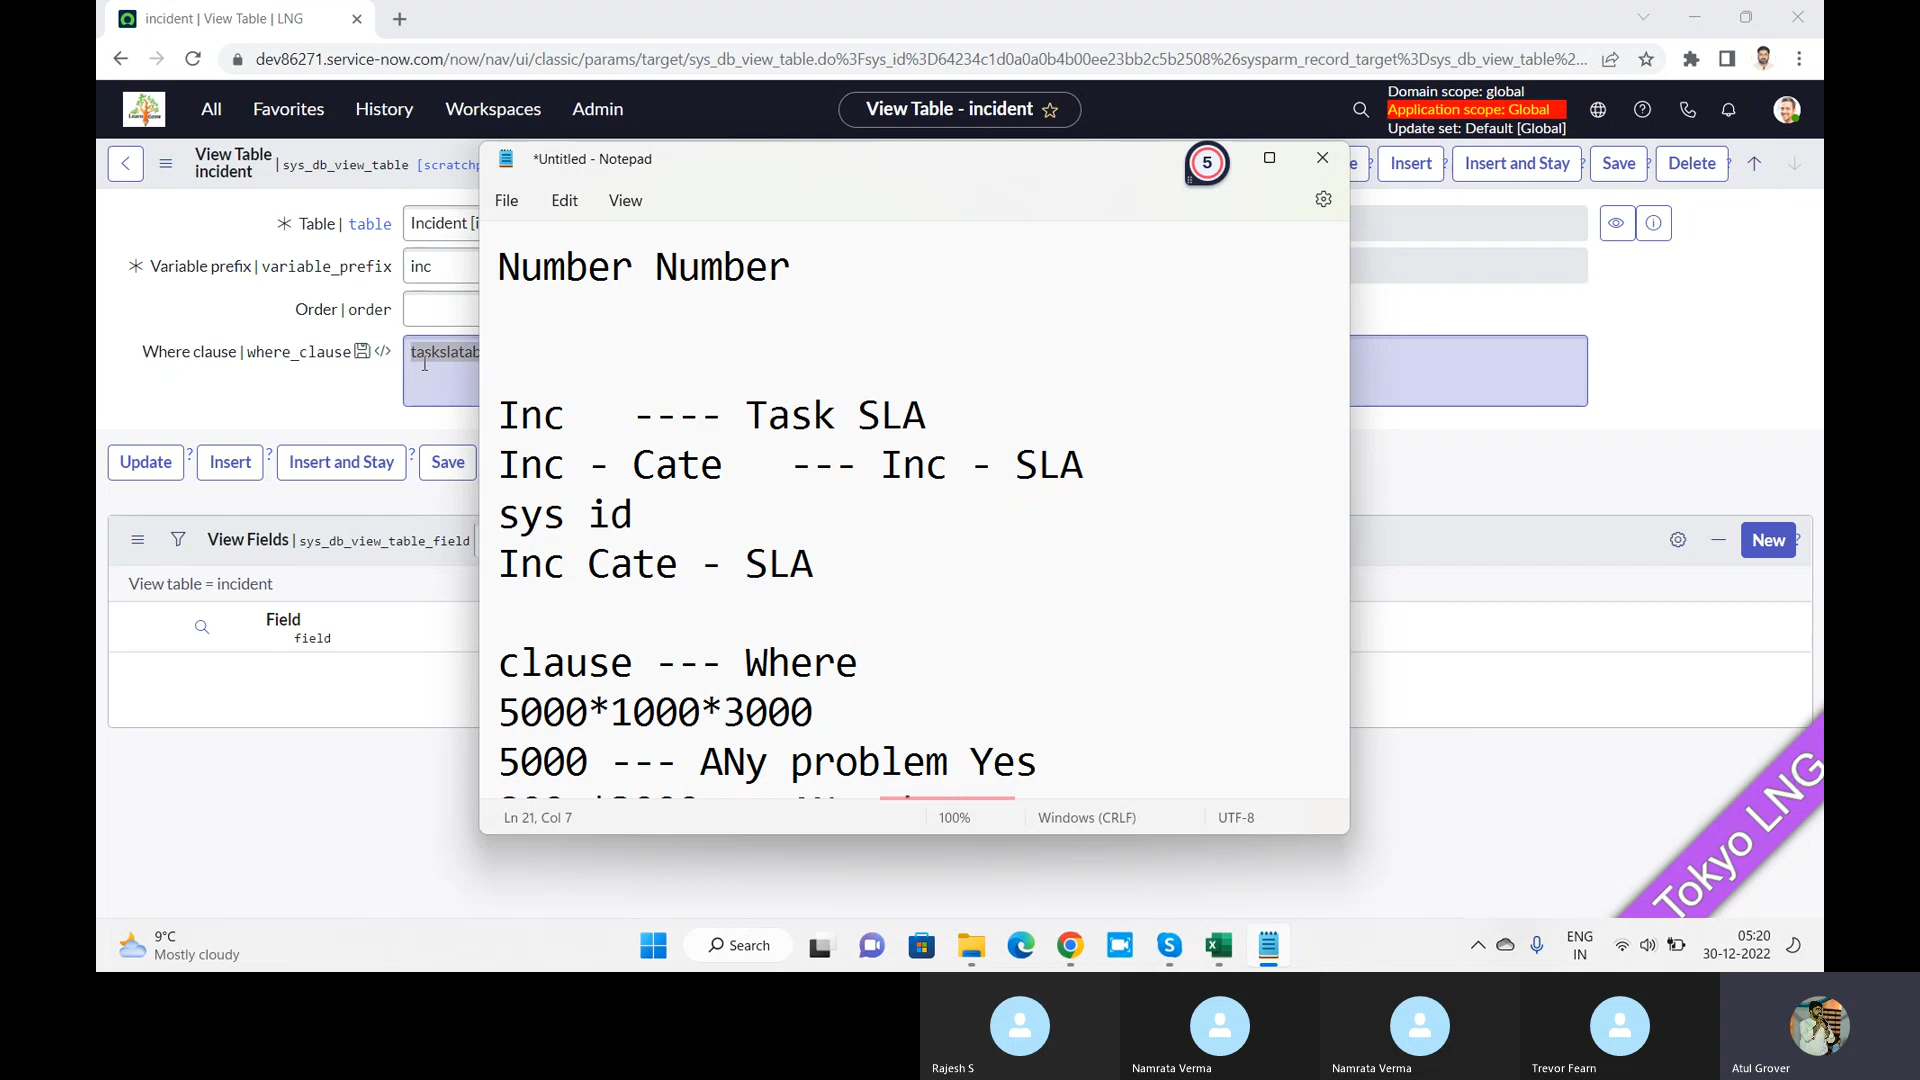 incident | View Table | LNG
dev86271.service-now.com/now/nav/ui/classic/params/target/sys_db_view_table.do%3Fsys_id%3D64234c1d0a0a0b4b00ee23bb2c5b2508%26sysparm_record_target%3Dsys_db_view_table%2...
All
Favorites
History
Workspaces
Admin
View Table - incident
Domain scope: global
Application scope: Global
Update set: Default [Global]
View Table
incident
| sys_db_view_table
Insert
?
Insert and Stay
?
Save
?
Delete
?
Table | table
Incident [i
Variable prefix | variable_prefix
inc
Order | order
Where clause | where_clause
taskslatab
Update
?
Insert
?
Insert and Stay
?
Save
View Fields | sys_db_view_table_field
New
?
View table = incident
Field
field
*Untitled - Notepad
5
File
Edit
View
Number Number
Inc ---- Task SLA
Inc - Cate --- Inc - SLA
sys id
Inc Cate - SLA
clause --- Where
5000*1000*3000
5000 --- ANy problem Yes
Ln 21, Col 7
100%
Windows (CRLF)
UTF-8
Tokyo LNG
9°C
Mostly cloudy
Search
ENG
IN
05:20
30-12-2022
Rajesh S
Namrata Verma
Namrata Verma
Trevor Fearn
Atul Grover